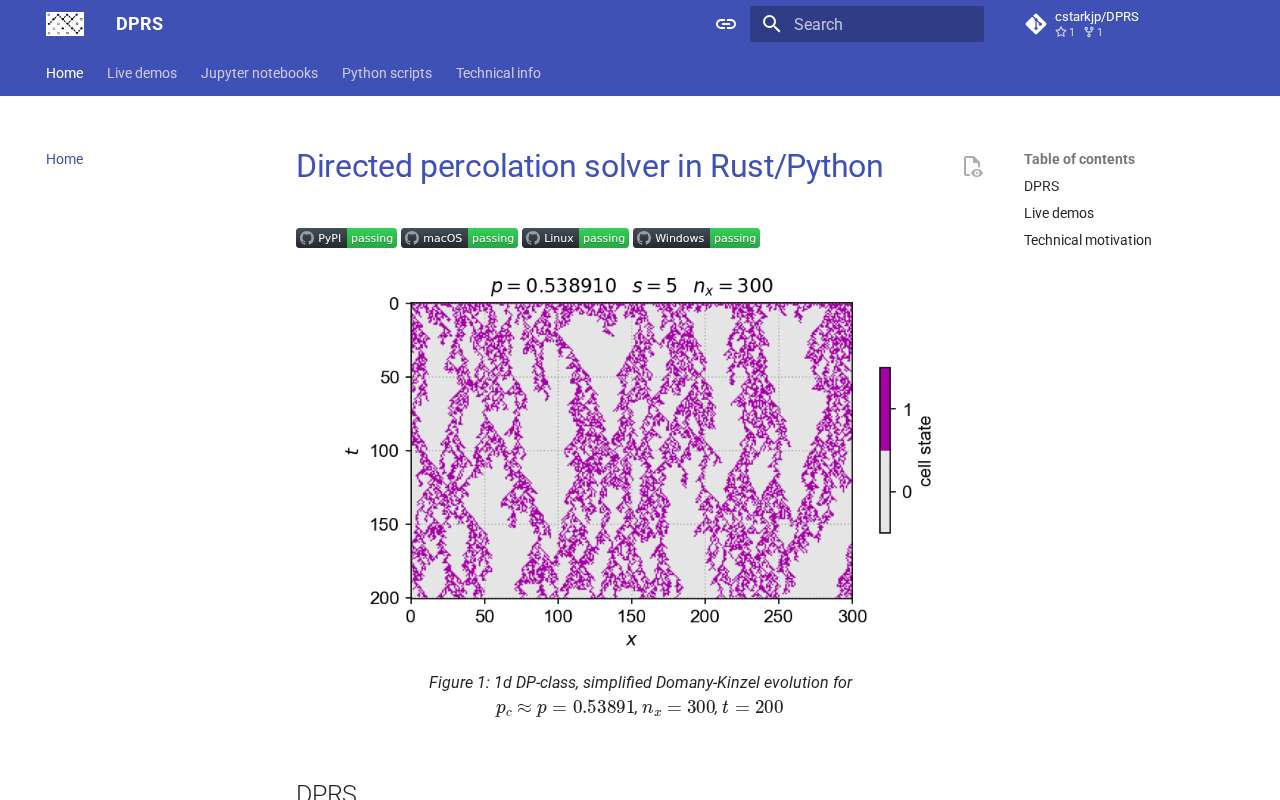 DPRS
Search
cstarkjp/DPRS
1 1
Home Live demos Jupyter notebooks Python scripts Technical info
Home
Directed percolation solver in Rust/Python
Table of contents
DPRS
Live demos
Technical motivation
PyPI passing macOS passing Linux passing Windows passing
p = 0.538910 s = 5 nₓ = 300
0
50
100
150
200
t
0 50 100 150 200 250 300
x
1
0
cell state
Figure 1: 1d DP-class, simplified Domany-Kinzel evolution for
p_c ≈ p = 0.53891, nₓ = 300, t = 200
DPRS